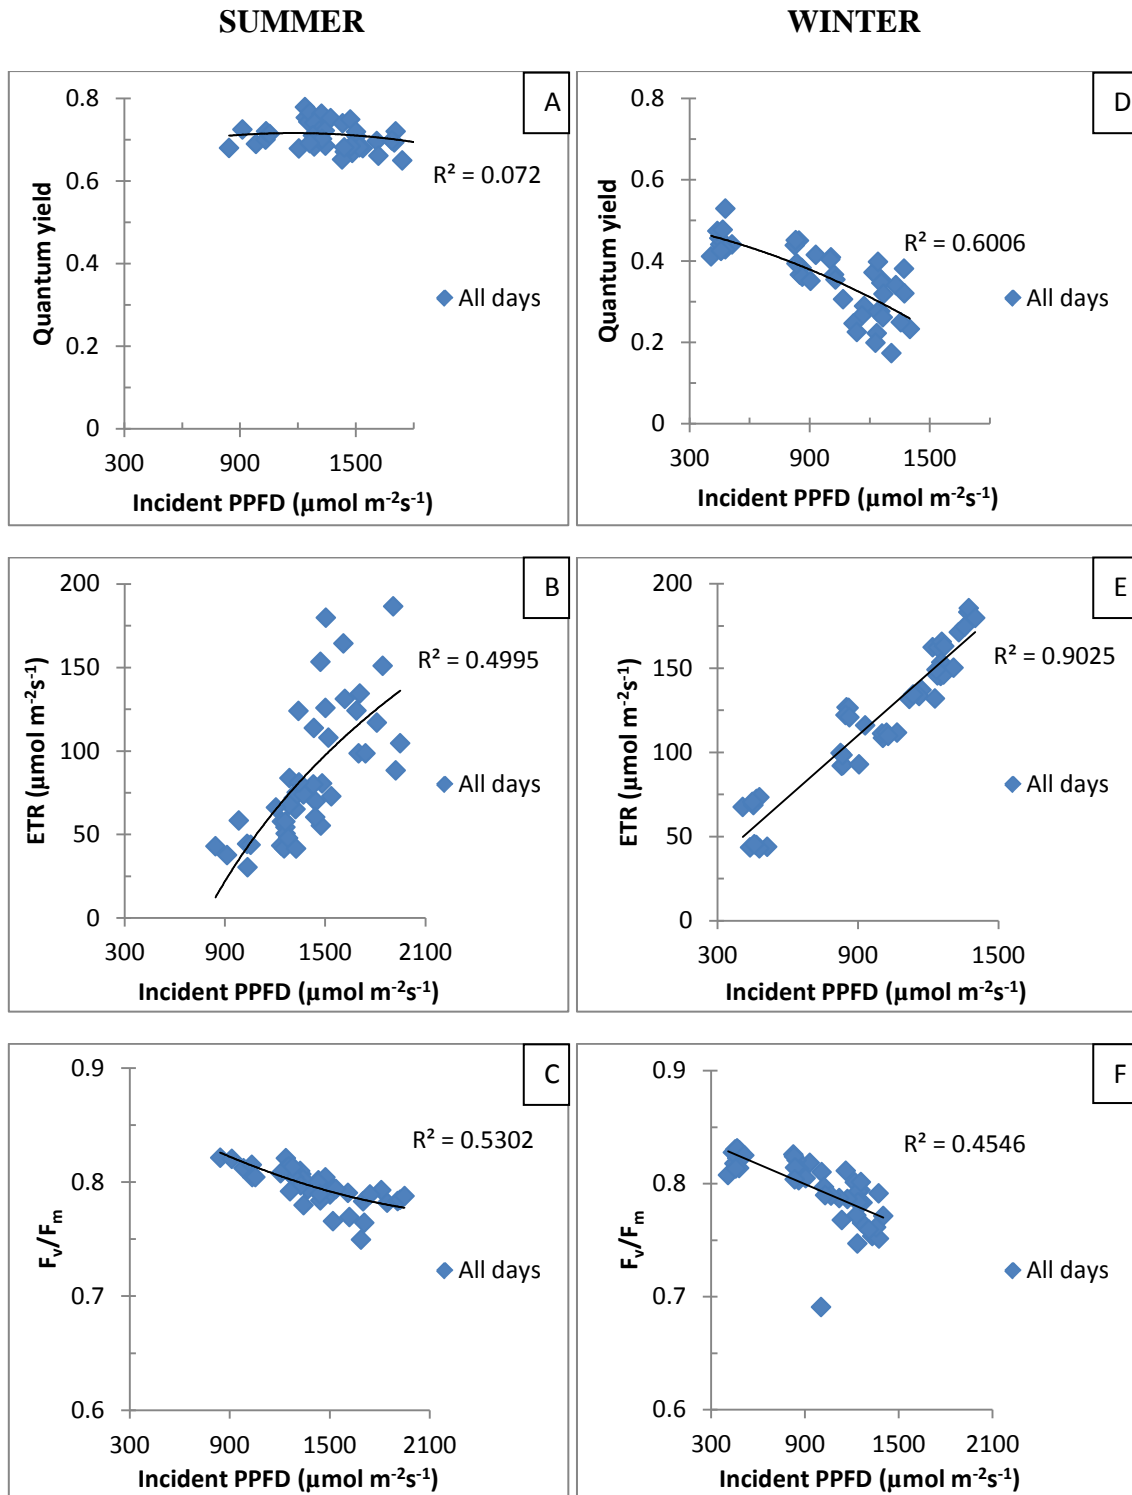 SUMMER
WINTER
A
0.8
0.6
0.4
0.2
0
Quantum yield
R² = 0.072
All days
300 900 1500
Incident PPFD (µmol m⁻²s⁻¹)
D
0.8
0.6
0.4
0.2
0
Quantum yield
R² = 0.6006
All days
300 900 1500
Incident PPFD (µmol m⁻²s⁻¹)
B
200
150
100
50
0
ETR (µmol m⁻²s⁻¹)
R² = 0.4995
All days
300 900 1500 2100
Incident PPFD (µmol m⁻²s⁻¹)
E
200
150
100
50
0
ETR (µmol m⁻²s⁻¹)
R² = 0.9025
All days
300 900 1500
Incident PPFD (µmol m⁻²s⁻¹)
C
0.9
0.8
0.7
0.6
Fᵥ/Fₘ
R² = 0.5302
All days
300 900 1500 2100
Incident PPFD (µmol m⁻²s⁻¹)
F
0.9
0.8
0.7
0.6
Fᵥ/Fₘ
R² = 0.4546
All days
300 900 1500 2100
Incident PPFD (µmol m⁻²s⁻¹)